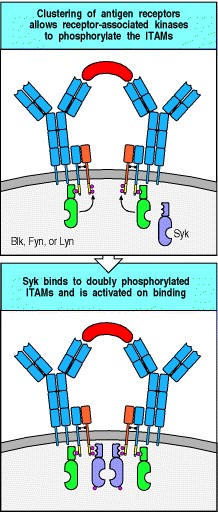 Clustering of antigen receptors
allows receptor-associated kinases
to phosphorylate the ITAMs
Blk, Fyn, or Lyn
Syk
Syk binds to doubly phosphorylated
ITAMs and is activated on binding